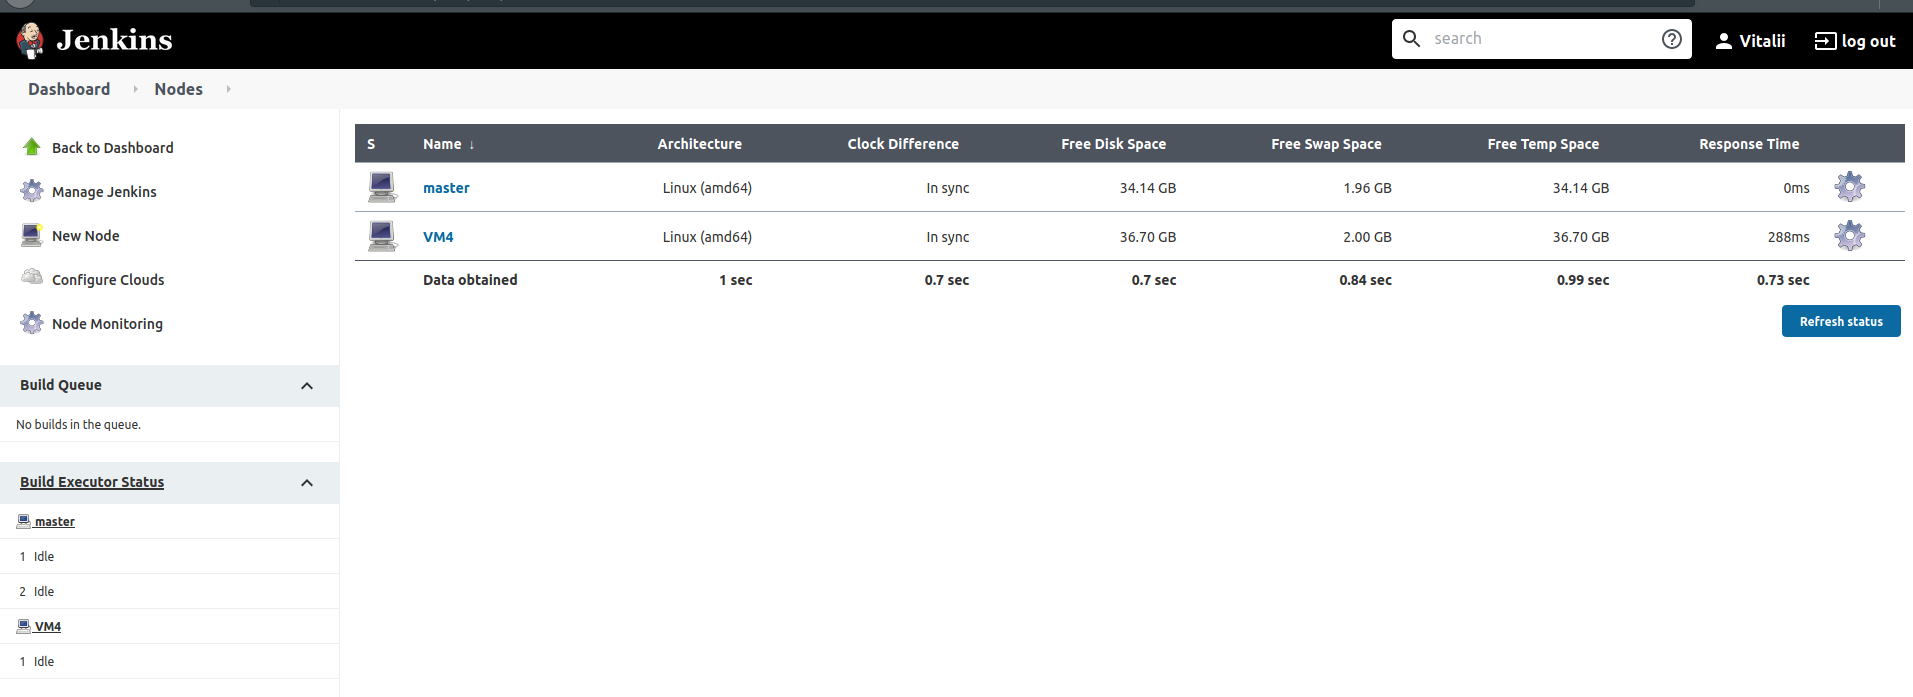 Jenkins
search
Vitalii
log out
Dashboard
Nodes
Back to Dashboard
Manage Jenkins
New Node
Configure Clouds
Node Monitoring
Build Queue
No builds in the queue.
Build Executor Status
master
1 Idle
2 Idle
VM4
1 Idle
S Name ↓ Architecture Clock Difference Free Disk Space Free Swap Space Free Temp Space Response Time
master Linux (amd64) In sync 34.14 GB 1.96 GB 34.14 GB 0ms
VM4 Linux (amd64) In sync 36.70 GB 2.00 GB 36.70 GB 288ms
Data obtained 1 sec 0.7 sec 0.7 sec 0.84 sec 0.99 sec 0.73 sec
Refresh status